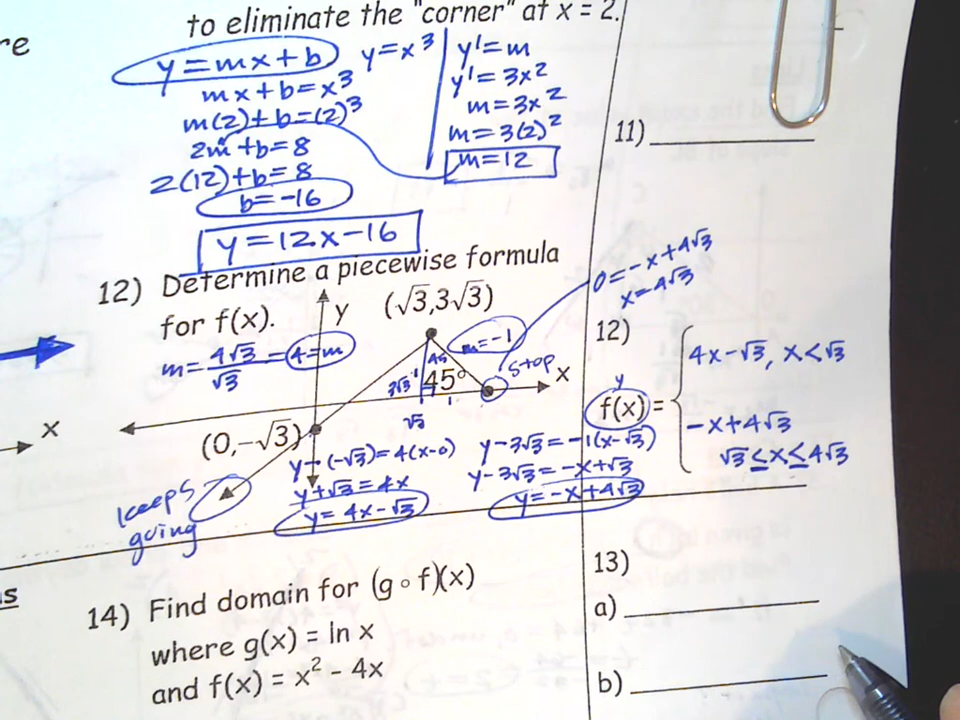 re
to eliminate the "corner" at x = 2.
y = mx + b
y = x³
mx + b = x³
m(2) + b = (2)³
2m + b = 8
2(12) + b = 8
b = -16
y = 12x - 16
y' = m
y' = 3x²
m = 3x²
m = 3(2)²
m = 12
11)
12) Determine a piecewise formula
for f(x).
m = 4√3/√3 = 4 = m
y
(√3, 3√3)
m = -1
0 = -x + 4√3
x = 4√3
45
3√3
45°
stop
x
√3
x
(0, -√3)
keeps
going
y - (-√3) = 4(x - 0)
y + √3 = 4x
y = 4x - √3
y - 3√3 = -1(x - √3)
y - 3√3 = -x + √3
y = -x + 4√3
12)
y
f(x) =
4x - √3, x < √3
-x + 4√3
√3 ≤ x ≤ 4√3
s
14) Find domain for (g ∘ f)(x)
where g(x) = ln x
and f(x) = x² - 4x
13)
a)
b)